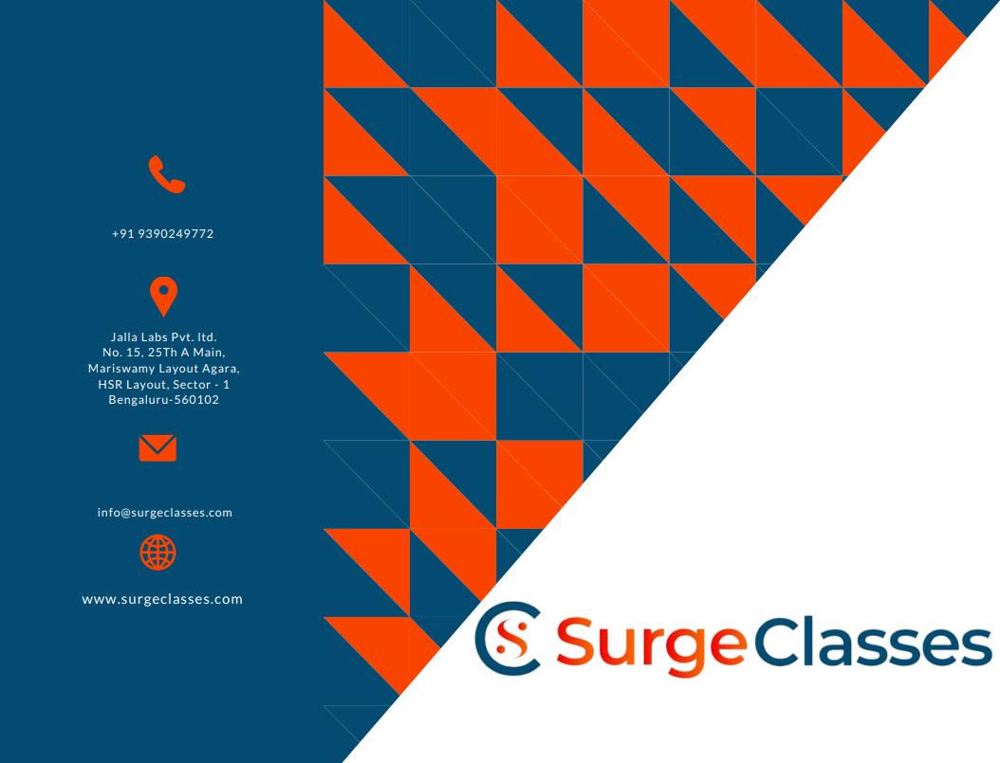 +91 9390249772
Jalla Labs Pvt. ltd.
No. 15, 25Th A Main,
Mariswamy Layout Agara,
HSR Layout, Sector - 1
Bengaluru-560102
info@surgeclasses.com
www.surgeclasses.com
SurgeClasses